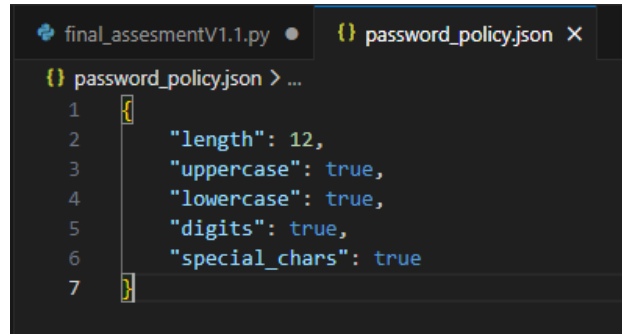 final_assesmentV1.1.py ● {} password_policy.json ×
{} password_policy.json > ...
1 {
2 "length": 12,
3 "uppercase": true,
4 "lowercase": true,
5 "digits": true,
6 "special_chars": true
7 }